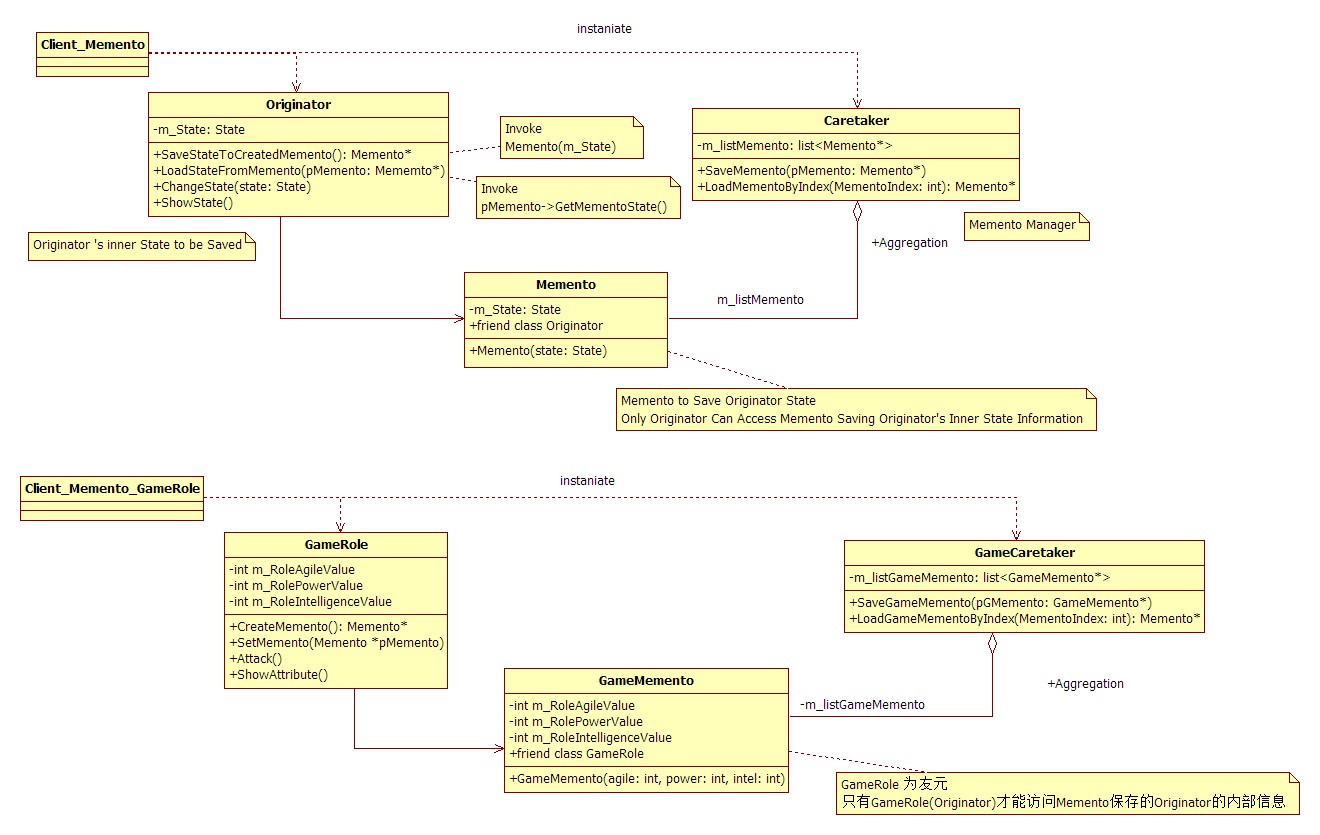 instaniate
Client_Memento
Originator
-m_State: State
+SaveStateToCreatedMemento(): Memento*
+LoadStateFromMemento(pMemento: Mememto*)
+ChangeState(state: State)
+ShowState()
Invoke
Memento(m_State)
Invoke
pMemento->GetMementoState()
Caretaker
-m_listMemento: list<Memento*>
+SaveMemento(pMemento: Memento*)
+LoadMementoByIndex(MementoIndex: int): Memento*
Memento Manager
+Aggregation
Originator 's inner State to be Saved
m_listMemento
Memento
-m_State: State
+friend class Originator
+Memento(state: State)
Memento to Save Originator State
Only Originator Can Access Memento Saving Originator's Inner State Information
instaniate
Client_Memento_GameRole
GameRole
-int m_RoleAgileValue
-int m_RolePowerValue
-int m_RoleIntelligenceValue
+CreateMemento(): Memento*
+SetMemento(Memento *pMemento)
+Attack()
+ShowAttribute()
GameCaretaker
-m_listGameMemento: list<GameMemento*>
+SaveGameMemento(pGMemento: GameMemento*)
+LoadGameMementoByIndex(MementoIndex: int): Memento*
+Aggregation
-m_listGameMemento
GameMemento
-int m_RoleAgileValue
-int m_RolePowerValue
-int m_RoleIntelligenceValue
+friend class GameRole
+GameMemento(agile: int, power: int, intel: int)
GameRole 为友元
只有GameRole(Originator)才能访问Memento保存的Originator的内部信息